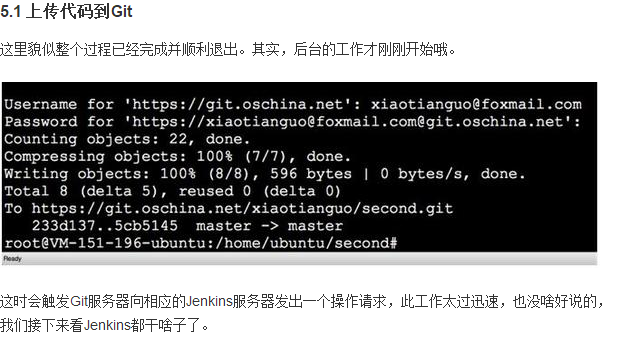 5.1 上传代码到Git
这里貌似整个过程已经完成并顺利退出。其实，后台的工作才刚刚开始哦。
Username for 'https://git.oschina.net': xiaotianguo@foxmail.com
Password for 'https://xiaotianguo@foxmail.com@git.oschina.net':
Counting objects: 22, done.
Compressing objects: 100% (7/7), done.
Writing objects: 100% (8/8), 596 bytes | 0 bytes/s, done.
Total 8 (delta 5), reused 0 (delta 0)
To https://git.oschina.net/xiaotianguo/second.git
233d137..5cb5145 master -> master
root@VM-151-196-ubuntu:/home/ubuntu/second#
Ready
这时会触发Git服务器向相应的Jenkins服务器发出一个操作请求，此工作太过迅速，也没啥好说的，
我们接下来看Jenkins都干啥子了。